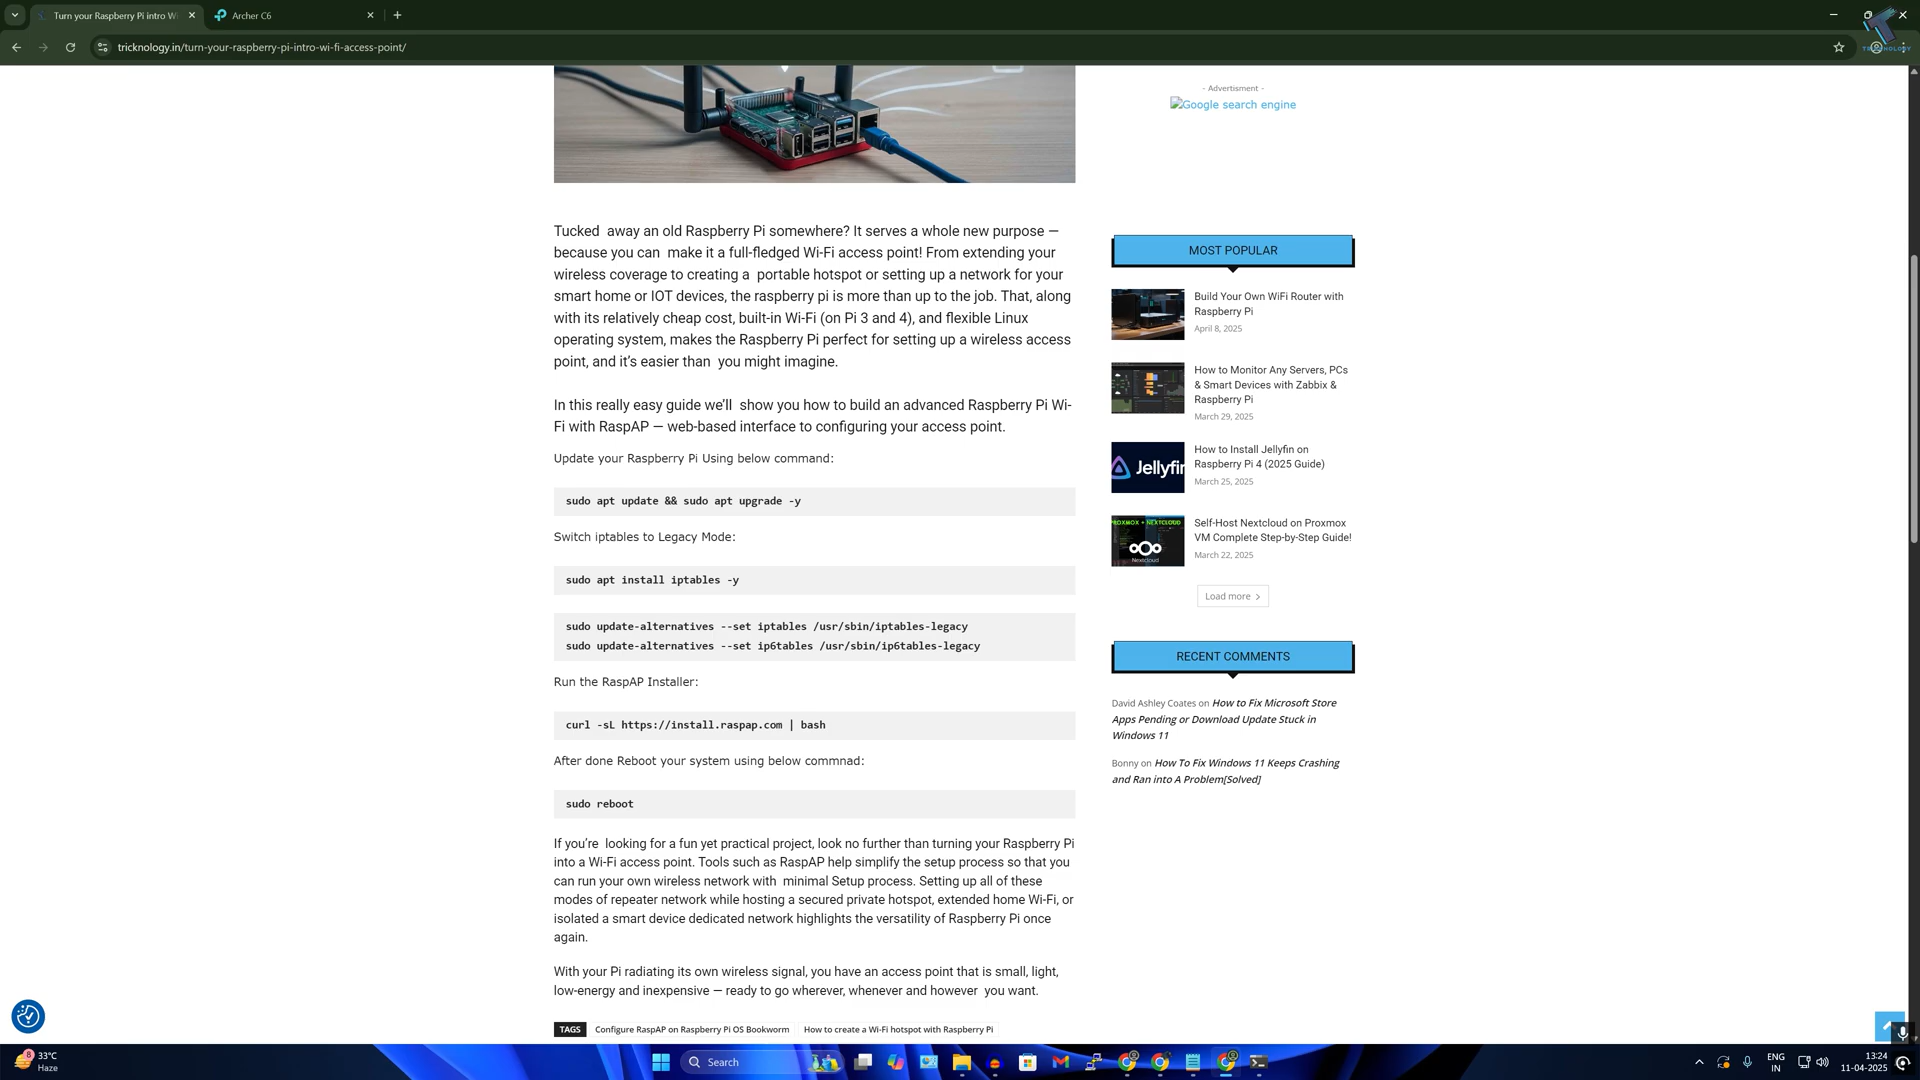 Turn your Raspberry Pi intro Wi
Archer C6
tricknology.in/turn-your-raspberry-pi-intro-wi-fi-access-point/
- Advertisment -
Google search engine
Tucked away an old Raspberry Pi somewhere? It serves a whole new purpose —
because you can make it a full-fledged Wi-Fi access point! From extending your
wireless coverage to creating a portable hotspot or setting up a network for your
smart home or IOT devices, the raspberry pi is more than up to the job. That, along
with its relatively cheap cost, built-in Wi-Fi (on Pi 3 and 4), and flexible Linux
operating system, makes the Raspberry Pi perfect for setting up a wireless access
point, and it's easier than you might imagine.
In this really easy guide we'll show you how to build an advanced Raspberry Pi Wi-
Fi with RaspAP — web-based interface to configuring your access point.
Update your Raspberry Pi Using below command:
sudo apt update && sudo apt upgrade -y
Switch iptables to Legacy Mode:
sudo apt install iptables -y
sudo update-alternatives --set iptables /usr/sbin/iptables-legacy
sudo update-alternatives --set ip6tables /usr/sbin/ip6tables-legacy
Run the RaspAP Installer:
curl -sL https://install.raspap.com | bash
After done Reboot your system using below commnad:
sudo reboot
If you're looking for a fun yet practical project, look no further than turning your Raspberry Pi
into a Wi-Fi access point. Tools such as RaspAP help simplify the setup process so that you
can run your own wireless network with minimal Setup process. Setting up all of these
modes of repeater network while hosting a secured private hotspot, extended home Wi-Fi, or
isolated a smart device dedicated network highlights the versatility of Raspberry Pi once
again.
With your Pi radiating its own wireless signal, you have an access point that is small, light,
low-energy and inexpensive — ready to go wherever, whenever and however you want.
TAGS
Configure RaspAP on Raspberry Pi OS Bookworm
How to create a Wi-Fi hotspot with Raspberry Pi
MOST POPULAR
Build Your Own WiFi Router with
Raspberry Pi
April 8, 2025
How to Monitor Any Servers, PCs
& Smart Devices with Zabbix &
Raspberry Pi
March 29, 2025
Jellyfin
How to Install Jellyfin on
Raspberry Pi 4 (2025 Guide)
March 25, 2025
PROXMOX + NEXTCLOUD
Nextcloud
Self-Host Nextcloud on Proxmox
VM Complete Step-by-Step Guide!
March 22, 2025
Load more
RECENT COMMENTS
David Ashley Coates on How to Fix Microsoft Store
Apps Pending or Download Update Stuck in
Windows 11
Bonny on How To Fix Windows 11 Keeps Crashing
and Ran into A Problem[Solved]
8
33°C
Haze
Search
ENG
IN
13:24
11-04-2025